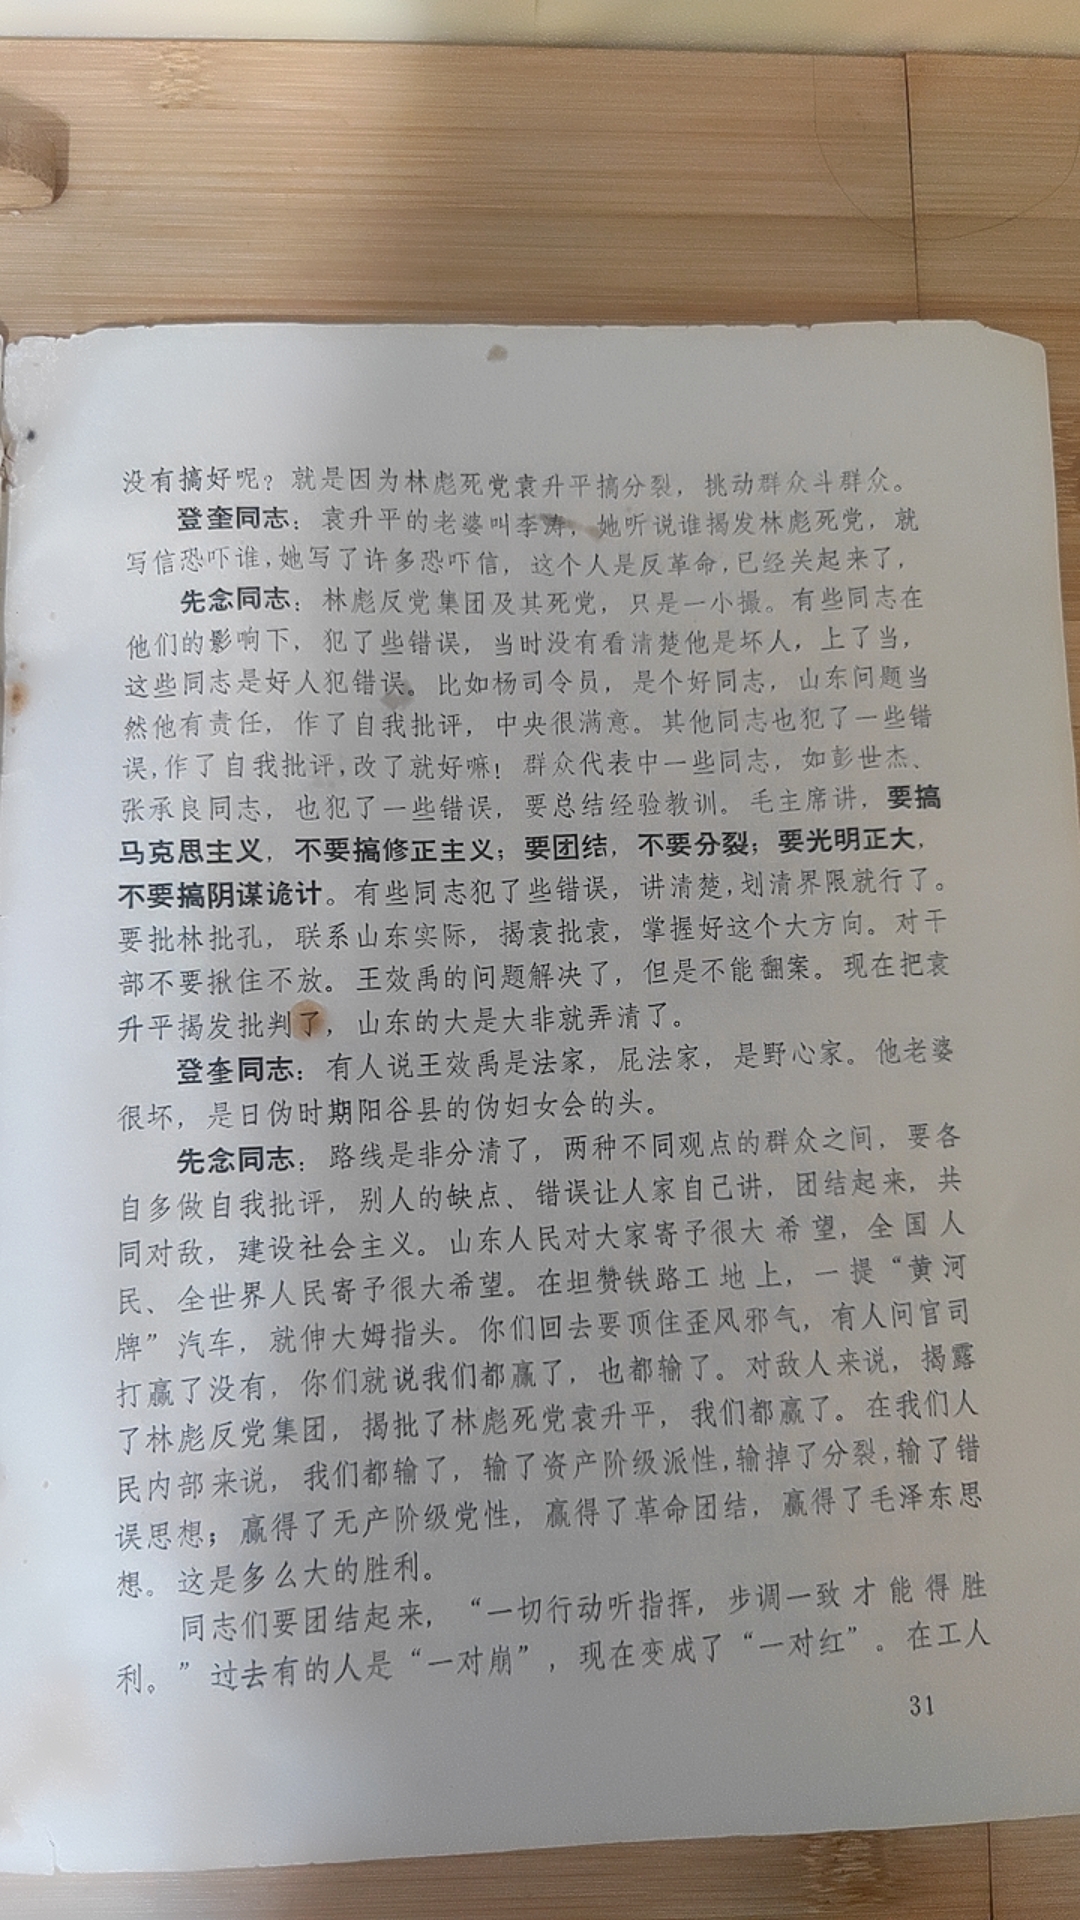 没有搞好呢？就是因为林彪死党袁升平搞分裂，挑动群众斗群众。
登奎同志：袁升平的老婆叫李涛，她听说谁揭发林彪死党，就
写信恐吓谁，她写了许多恐吓信，这个人是反革命，已经关起来了，
先念同志：林彪反党集团及其死党，只是一小撮。有些同志在
他们的影响下，犯了些错误，当时没有看清楚他是坏人，上了当，
这些同志是好人犯错误。比如杨司令员，是个好同志，山东问题当
然他有责任，作了自我批评，中央很满意。其他同志也犯了一些错
误，作了自我批评，改了就好嘛！群众代表中一些同志，如彭世杰、
张承良同志，也犯了一些错误，要总结经验教训。毛主席讲，要搞
马克思主义，不要搞修正主义；要团结，不要分裂；要光明正大，
不要搞阴谋诡计。有些同志犯了些错误，讲清楚，划清界限就行了。
要批林批孔，联系山东实际，揭袁批袁，掌握好这个大方向。对干
部不要揪住不放。王效禹的问题解决了，但是不能翻案。现在把袁
升平揭发批判了，山东的大是大非就弄清了。
登奎同志：有人说王效禹是法家，屁法家，是野心家。他老婆
很坏，是日伪时期阳谷县的伪妇女会的头。
先念同志：路线是非分清了，两种不同观点的群众之间，要各
自多做自我批评，别人的缺点、错误让人家自己讲，团结起来，共
同对敌，建设社会主义。山东人民对大家寄予很大希望，全国人
民、全世界人民寄予很大希望。在坦赞铁路工地上，一提“黄河
牌”汽车，就伸大姆指头。你们回去要顶住歪风邪气，有人问官司
打赢了没有，你们就说我们都赢了，也都输了。对敌人来说，揭露
了林彪反党集团，揭批了林彪死党袁升平，我们都赢了。在我们人
民内部来说，我们都输了，输了资产阶级派性，输掉了分裂，输了错
误思想；赢得了无产阶级党性，赢得了革命团结，赢得了毛泽东思
想。这是多么大的胜利。
同志们要团结起来，“一切行动听指挥，步调一致才能得胜
利。”过去有的人是“一对崩”，现在变成了“一对红”。在工人
31